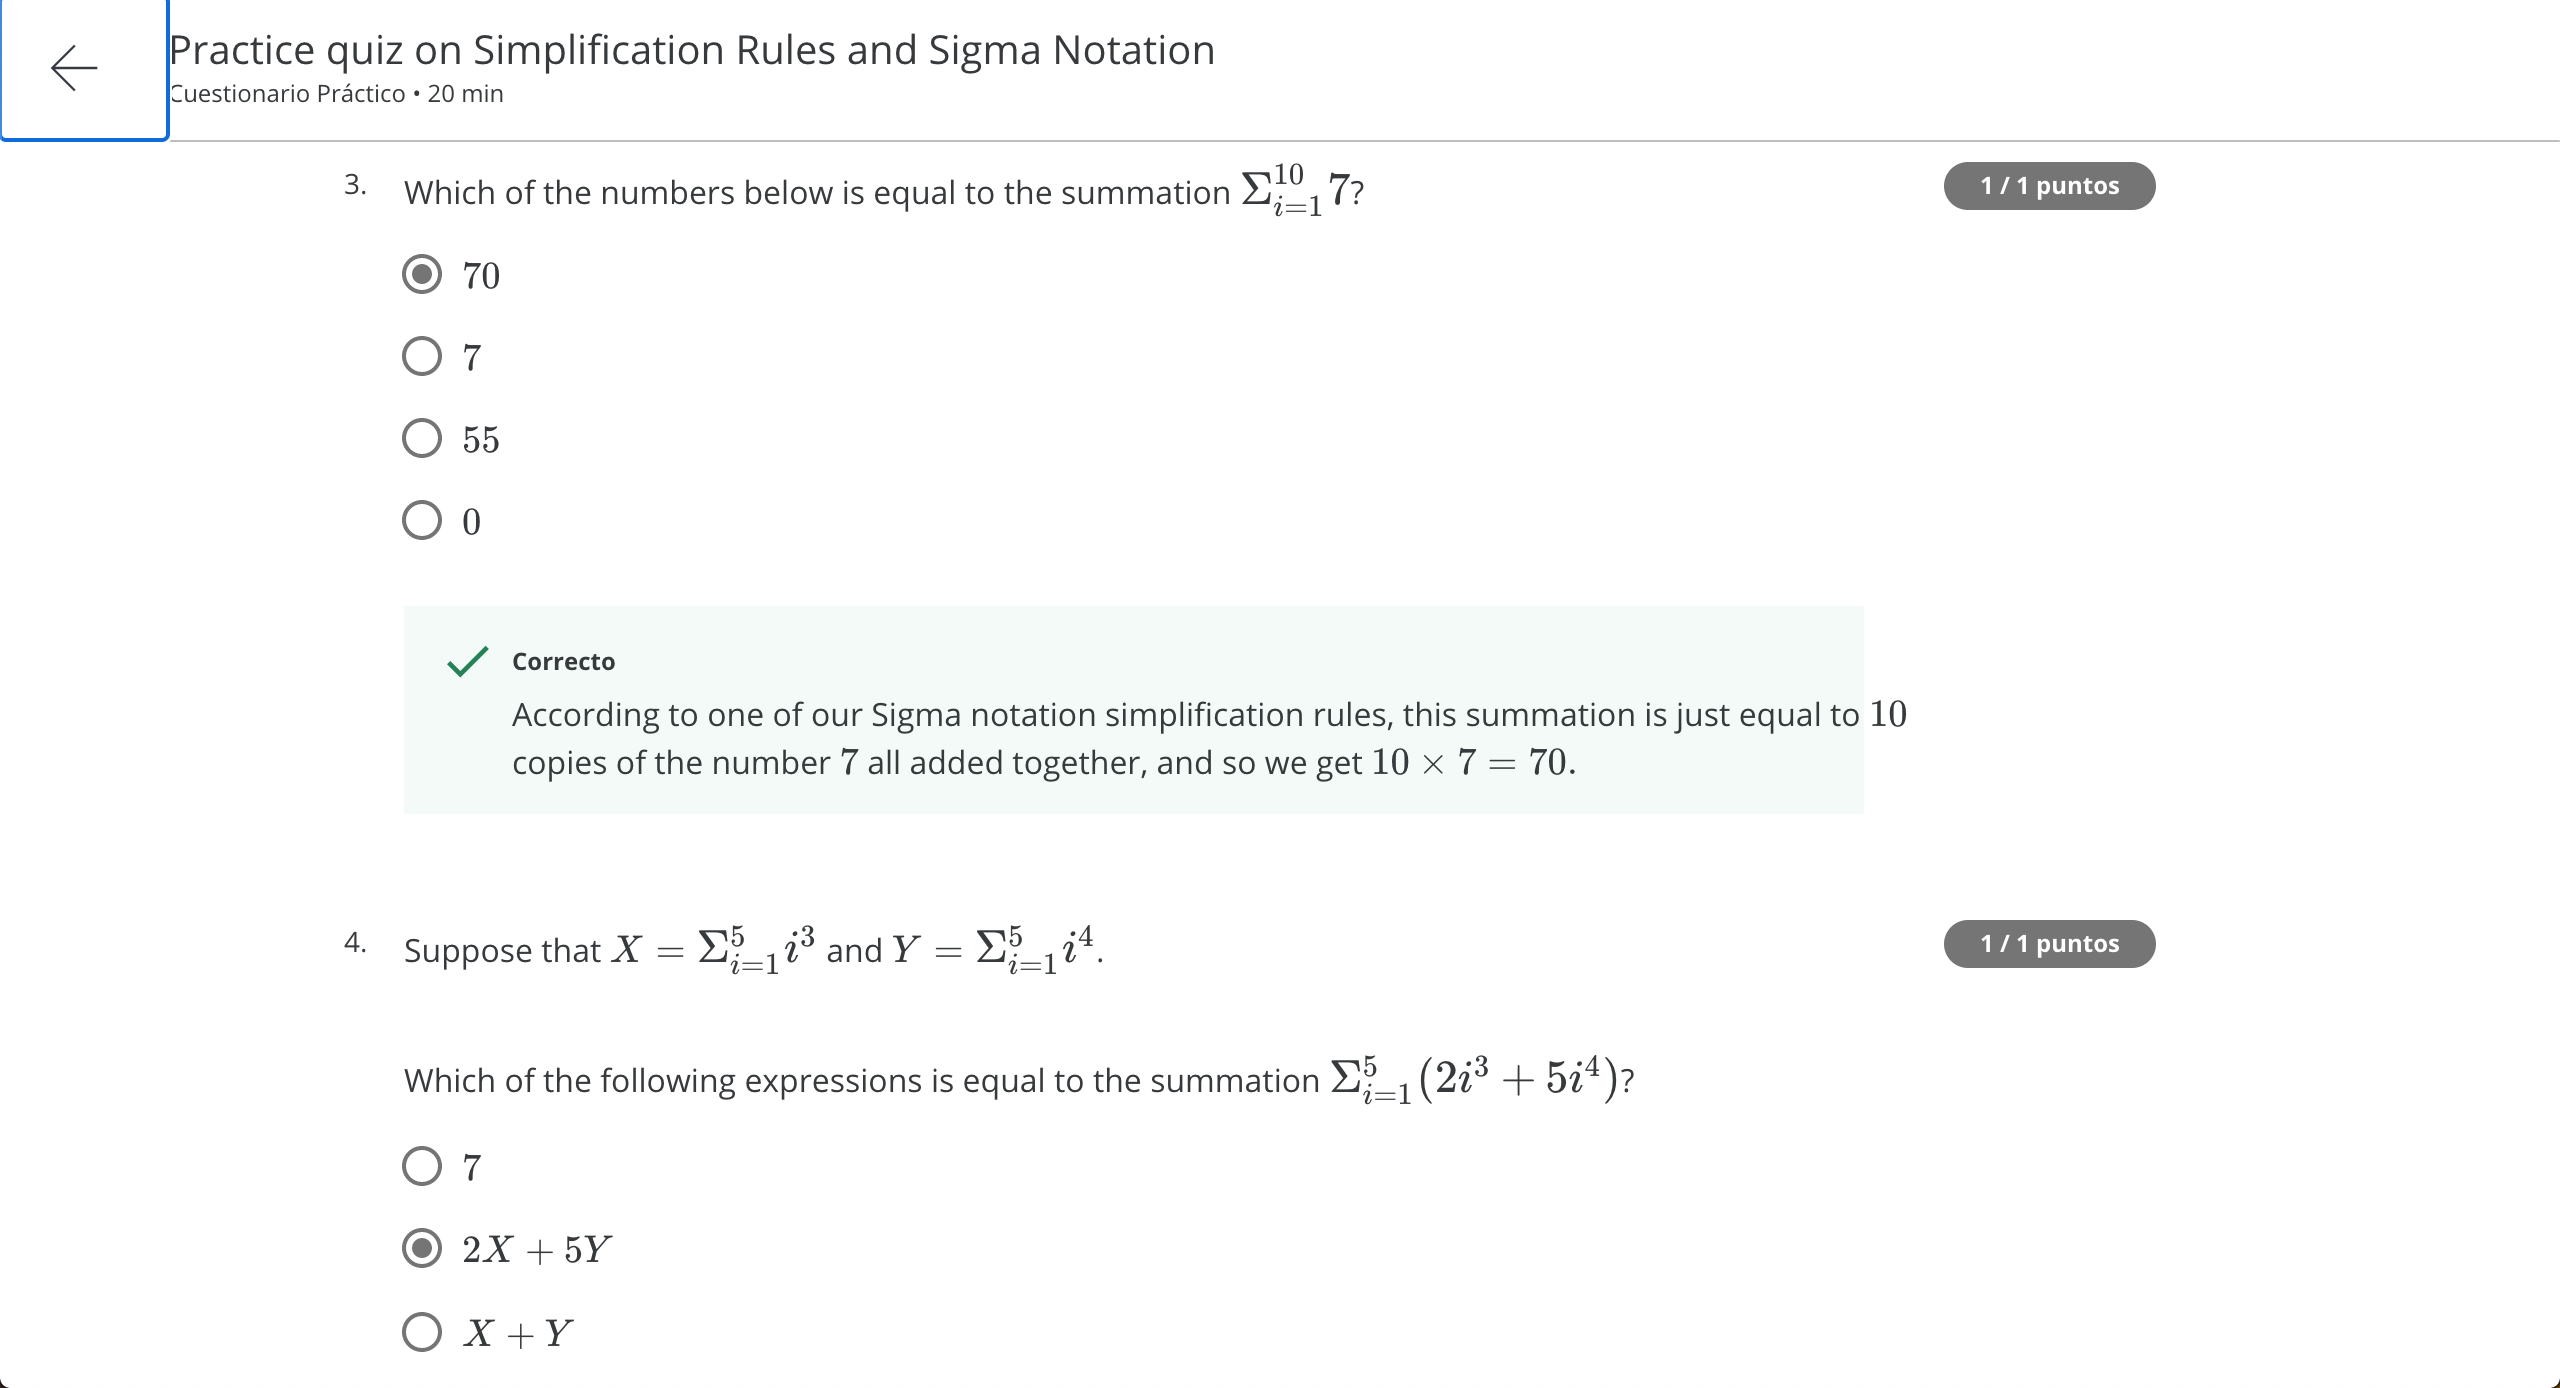 Practice quiz on Simplification Rules and Sigma Notation
Cuestionario Práctico • 20 min
3. Which of the numbers below is equal to the summation $\Sigma_{i=1}^{10} 7$? 1 / 1 puntos
70
7
55
0
Correcto
According to one of our Sigma notation simplification rules, this summation is just equal to 10
copies of the number 7 all added together, and so we get $10 \times 7 = 70$.
4. Suppose that $X = \Sigma_{i=1}^{5} i^3$ and $Y = \Sigma_{i=1}^{5} i^4$. 1 / 1 puntos
Which of the following expressions is equal to the summation $\Sigma_{i=1}^{5} (2i^3 + 5i^4)$?
7
$2X + 5Y$
$X + Y$